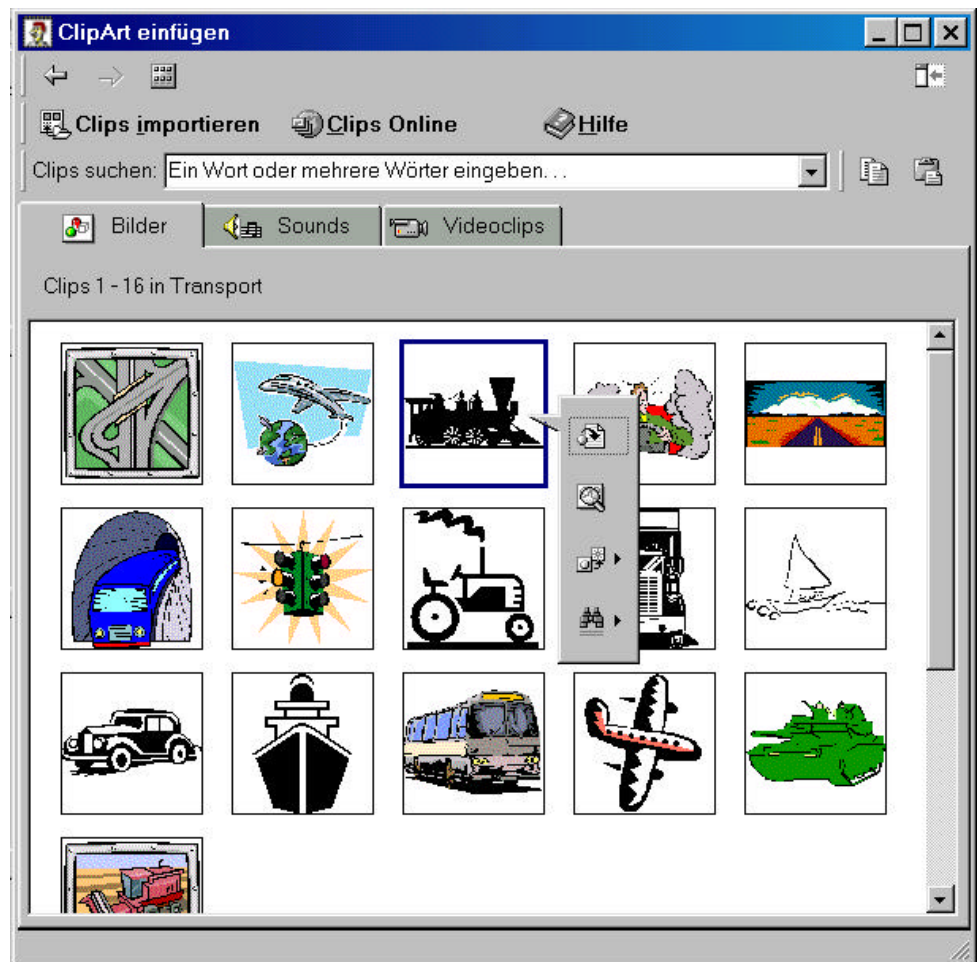 ClipArt einfügen
Clips importieren Clips Online Hilfe
Clips suchen: Ein Wort oder mehrere Wörter eingeben. . .
Bilder Sounds Videoclips
Clips 1 - 16 in Transport